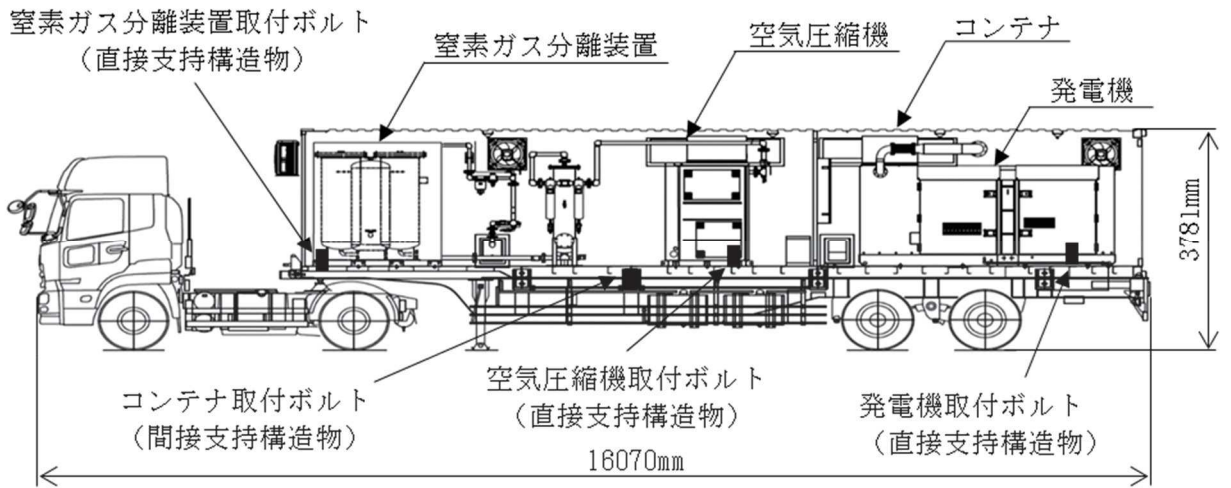 窒素ガス分離装置取付ボルト
（直接支持構造物）
窒素ガス分離装置
空気圧縮機
コンテナ
発電機
3781mm
コンテナ取付ボルト
（間接支持構造物）
空気圧縮機取付ボルト
（直接支持構造物）
発電機取付ボルト
（直接支持構造物）
16070mm